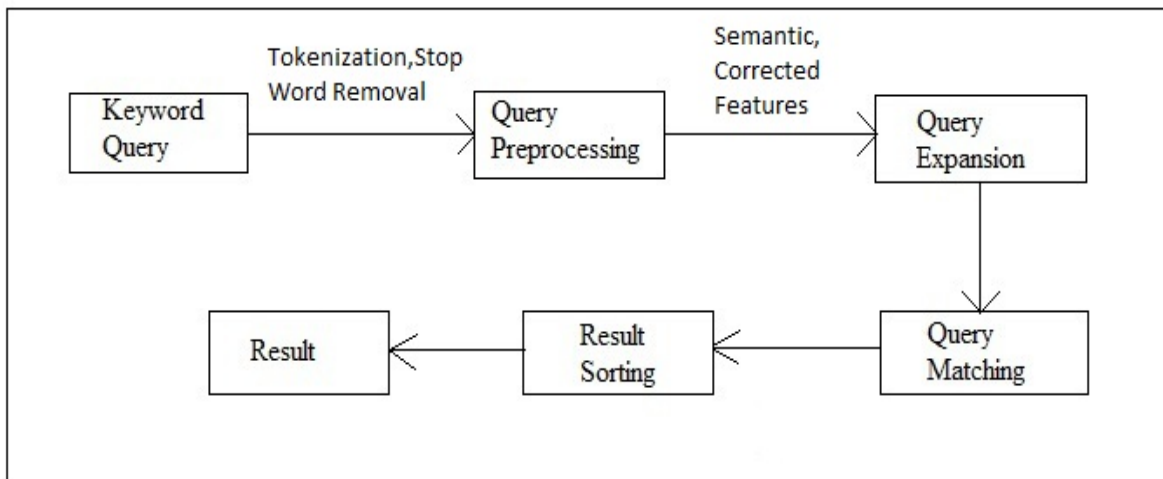 Keyword
Query
Tokenization,Stop
Word Removal
Query
Preprocessing
Semantic,
Corrected
Features
Query
Expansion
Query
Matching
Result
Sorting
Result